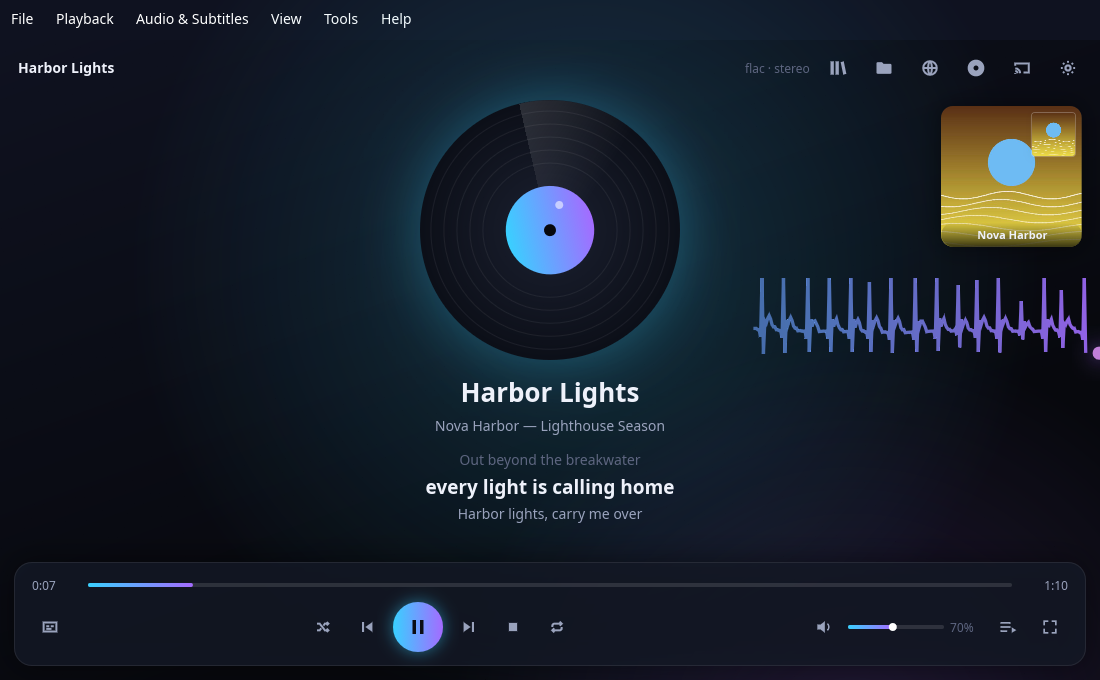 File Playback Audio & Subtitles View Tools Help
Harbor Lights
flac · stereo
Nova Harbor
Harbor Lights
Nova Harbor — Lighthouse Season
Out beyond the breakwater
every light is calling home
Harbor lights, carry me over
0:07
1:10
70%